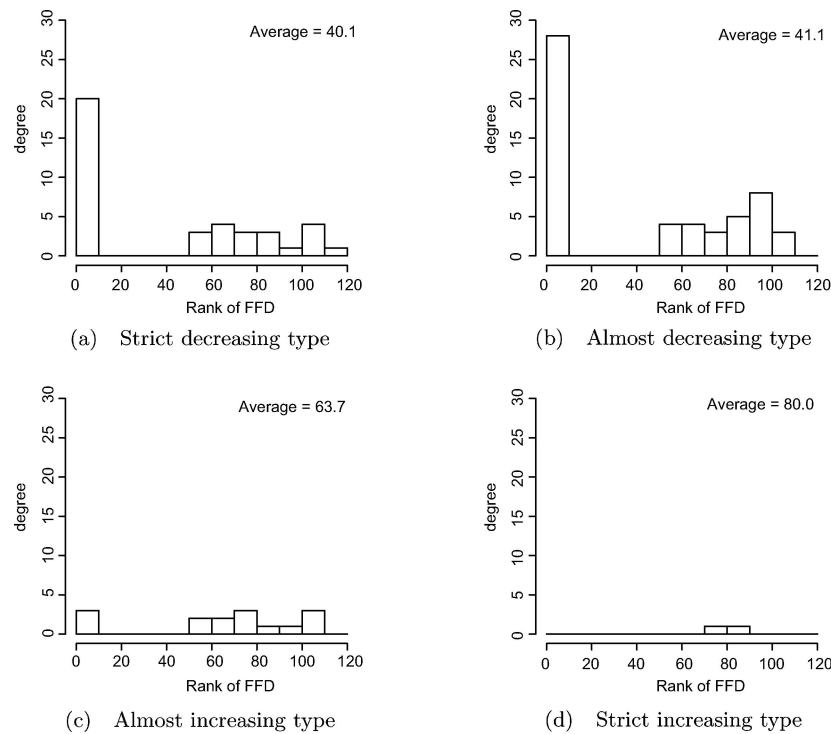 Average = 40.1
degree
30
25
20
15
10
5
0
0 20 40 60 80 100 120
Rank of FFD
(a) Strict decreasing type
Average = 41.1
degree
30
25
20
15
10
5
0
0 20 40 60 80 100 120
Rank of FFD
(b) Almost decreasing type
Average = 63.7
degree
30
25
20
15
10
5
0
0 20 40 60 80 100 120
Rank of FFD
(c) Almost increasing type
Average = 80.0
degree
30
25
20
15
10
5
0
0 20 40 60 80 100 120
Rank of FFD
(d) Strict increasing type